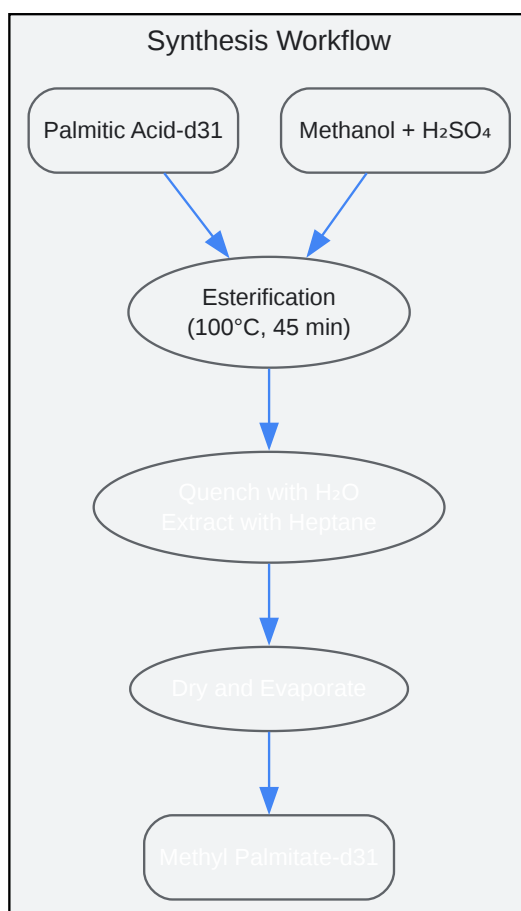 Synthesis Workflow
Palmitic Acid-d31
Methanol + H₂SO₄
Esterification
(100°C, 45 min)
Quench with H₂O
Extract with Heptane
Dry and Evaporate
Methyl Palmitate-d31